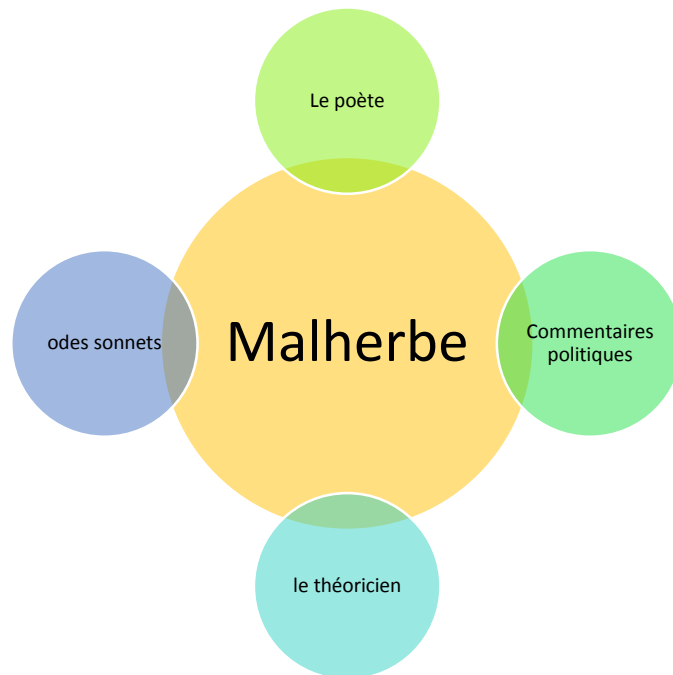 Le poète
odes sonnets
Malherbe
Commentaires
politiques
le théoricien